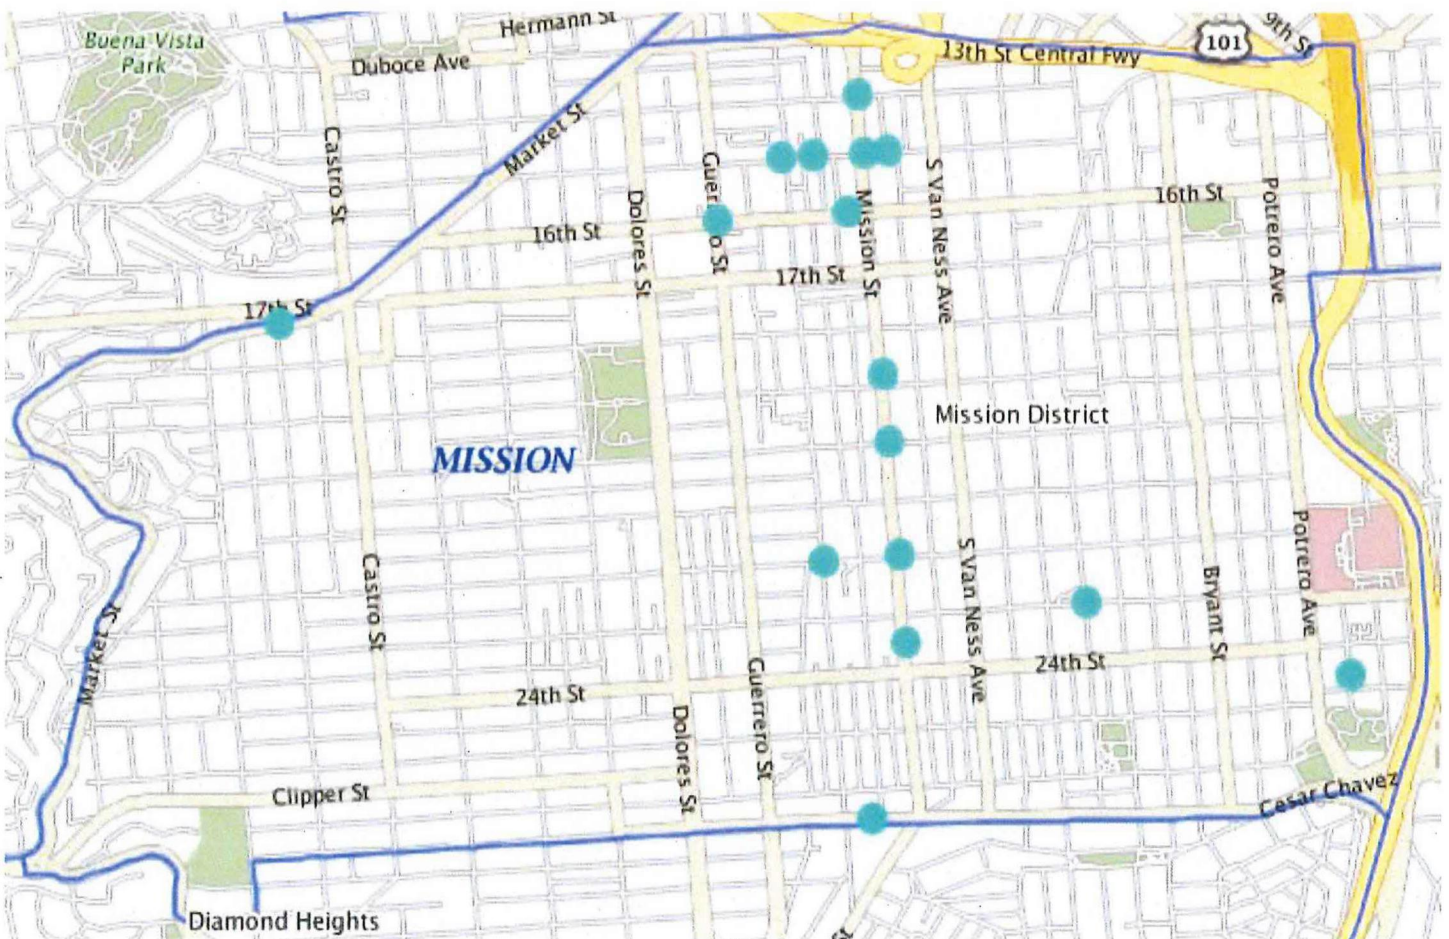 Hermann St
9th St
Buena Vista
Park
101
13th St Central Fwy
Duboce Ave
Market St
Castro St
Guer
o St
S Van Ness Ave
16th St
Potrero Ave
Dolores St
Mission St
16th St
17th St
17th St
Mission District
MISSION
Potrero Ave
S Van Ness Ave
Castro St
Bryant St
Market St
24th St
Guerrero St
24th St
Dolores St
Clipper St
Cesar Chavez
Diamond Heights